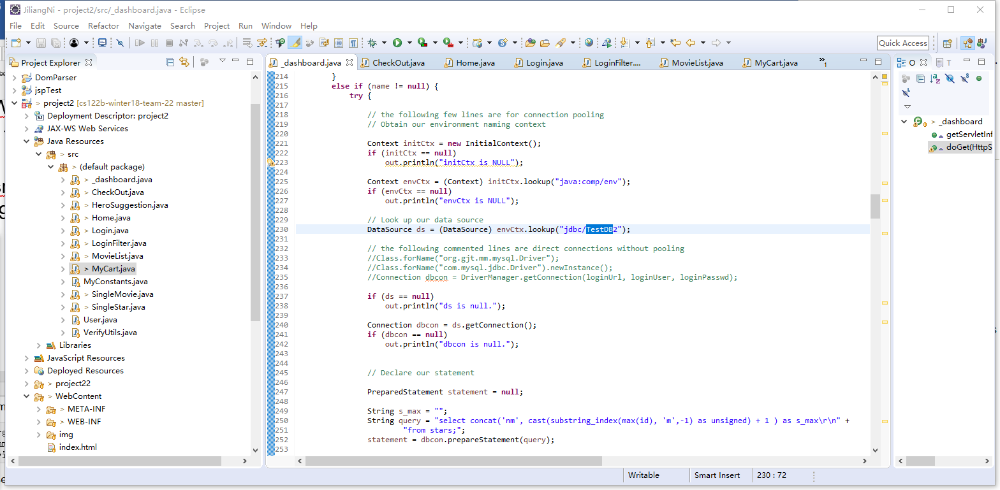 JiliangNi - project2/src/_dashboard.java - Eclipse
File Edit Source Refactor Navigate Search Project Run Window Help
Quick Access
Project Explorer
DomParser
jspTest
> project2 [cs122b-winter18-team-22 master]
Deployment Descriptor: project2
JAX-WS Web Services
Java Resources
> src
> (default package)
> _dashboard.java
> CheckOut.java
> HeroSuggestion.java
> Home.java
> Login.java
> LoginFilter.java
> MovieList.java
> MyCart.java
MyConstants.java
> SingleMovie.java
> SingleStar.java
User.java
VerifyUtils.java
Libraries
JavaScript Resources
Deployed Resources
> project22
> WebContent
> META-INF
> WEB-INF
img
index.html
_dashboard.java CheckOut.java Home.java Login.java LoginFilter.... MovieList.java MyCart.java »1
214 }
215 else if (name != null) {
216 try {
217
218 // the following few lines are for connection pooling
219 // Obtain our environment naming context
220
221 Context initCtx = new InitialContext();
222 if (initCtx == null)
223 out.println("initCtx is NULL");
224
225 Context envCtx = (Context) initCtx.lookup("java:comp/env");
226 if (envCtx == null)
227 out.println("envCtx is NULL");
228
229 // Look up our data source
230 DataSource ds = (DataSource) envCtx.lookup("jdbc/TestDB2");
231
232 // the following commented lines are direct connections without pooling
233 //Class.forName("org.gjt.mm.mysql.Driver");
234 //Class.forName("com.mysql.jdbc.Driver").newInstance();
235 //Connection dbcon = DriverManager.getConnection(loginUrl, loginUser, loginPasswd);
236
237 if (ds == null)
238 out.println("ds is null.");
239
240 Connection dbcon = ds.getConnection();
241 if (dbcon == null)
242 out.println("dbcon is null.");
243
244
245 // Declare our statement
246
247 PreparedStatement statement = null;
248
249 String s_max = "";
250 String query = "select concat('nm', cast(substring_index(max(id), 'm',-1) as unsigned) + 1 ) as s_max\r\n" +
251 "from stars;";
252 statement = dbcon.prepareStatement(query);
253
O T
> _dashboard
getServletInf
doGet(HttpS
Writable Smart Insert 230 : 72